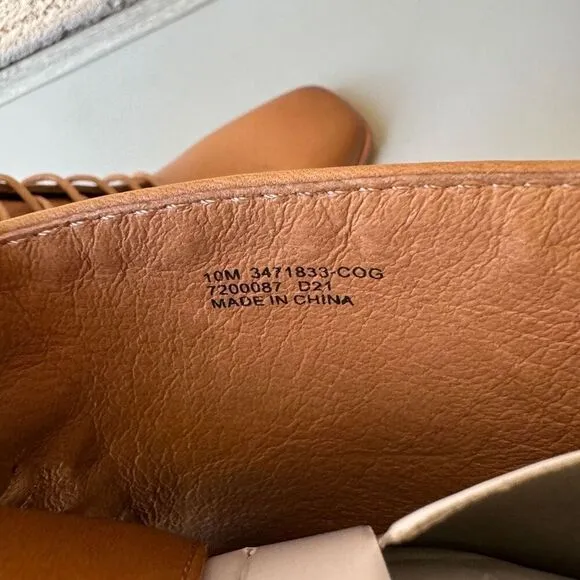 10M 3471833-COG
7200087 D21
MADE IN CHINA